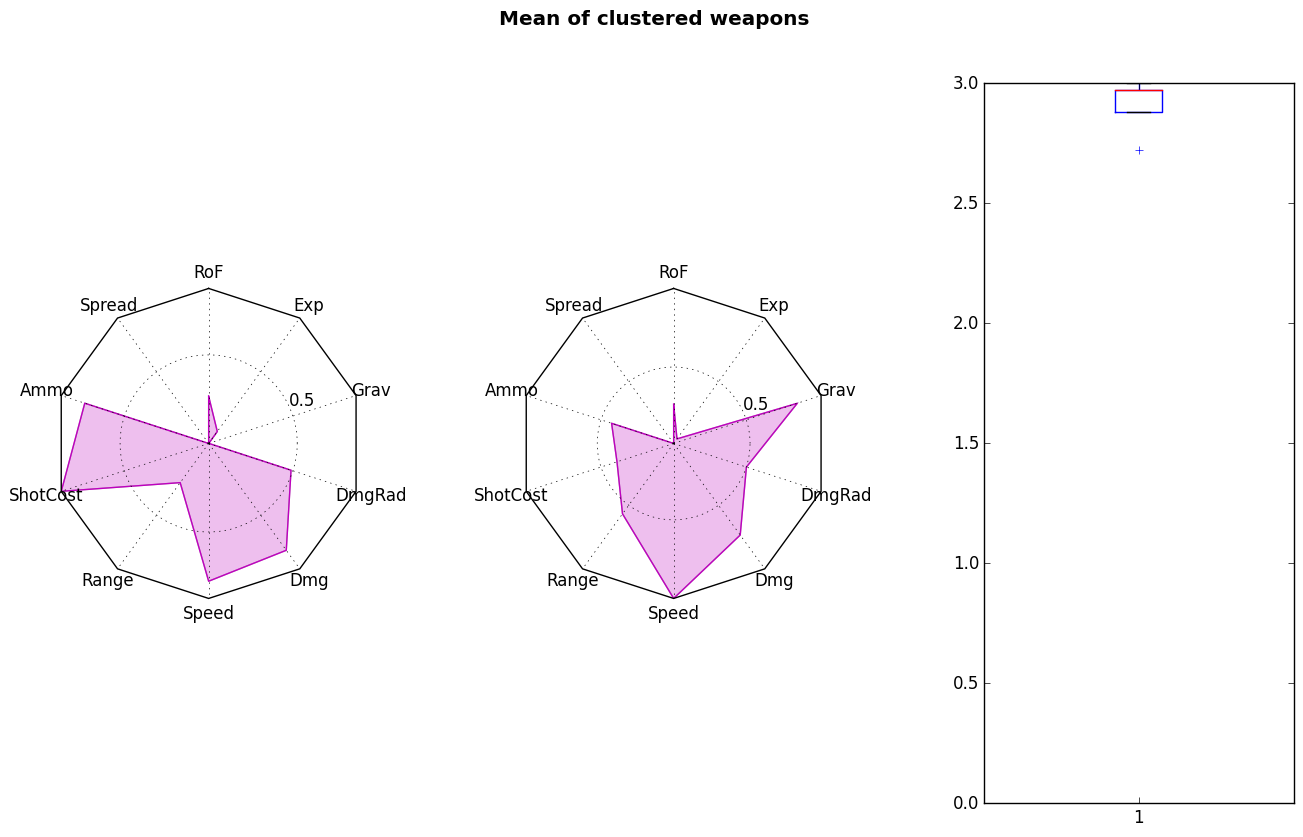 Mean of clustered weapons
RoF
Spread
Exp
Ammo
Grav
0.5
ShotCost
DmgRad
Range
Dmg
Speed
RoF
Spread
Exp
Ammo
Grav
0.5
ShotCost
DmgRad
Range
Dmg
Speed
3.0
2.5
2.0
1.5
1.0
0.5
0.0
1